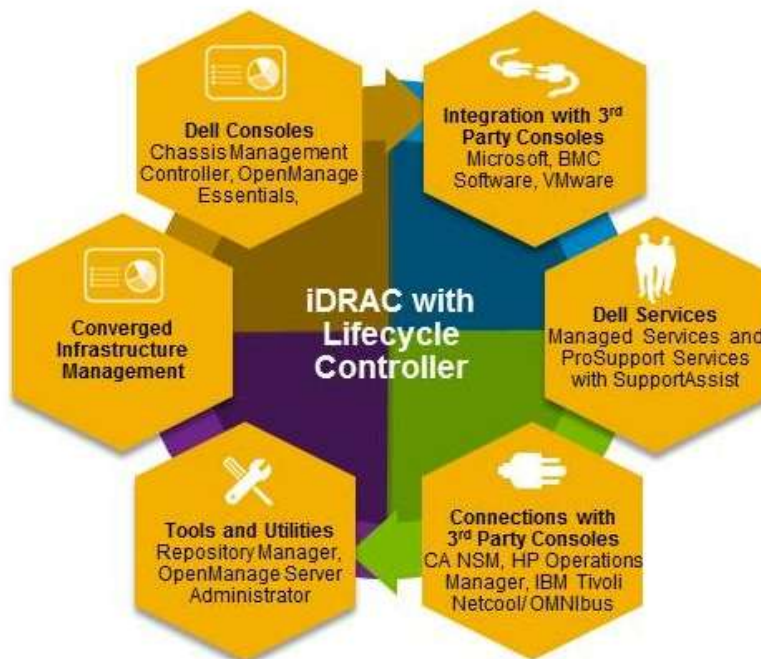 Dell Consoles
Chassis Management
Controller, OpenManage
Essentials,
Integration with 3rd
Party Consoles
Microsoft, BMC
Software, VMware
iDRAC with
Lifecycle
Controller
Converged
Infrastructure
Management
Dell Services
Managed Services and
ProSupport Services
with SupportAssist
Tools and Utilities
Repository Manager,
OpenManage Server
Administrator
Connections with
3rd Party Consoles
CA NSM, HP Operations
Manager, IBM Tivoli
Netcool/ OMNIbus